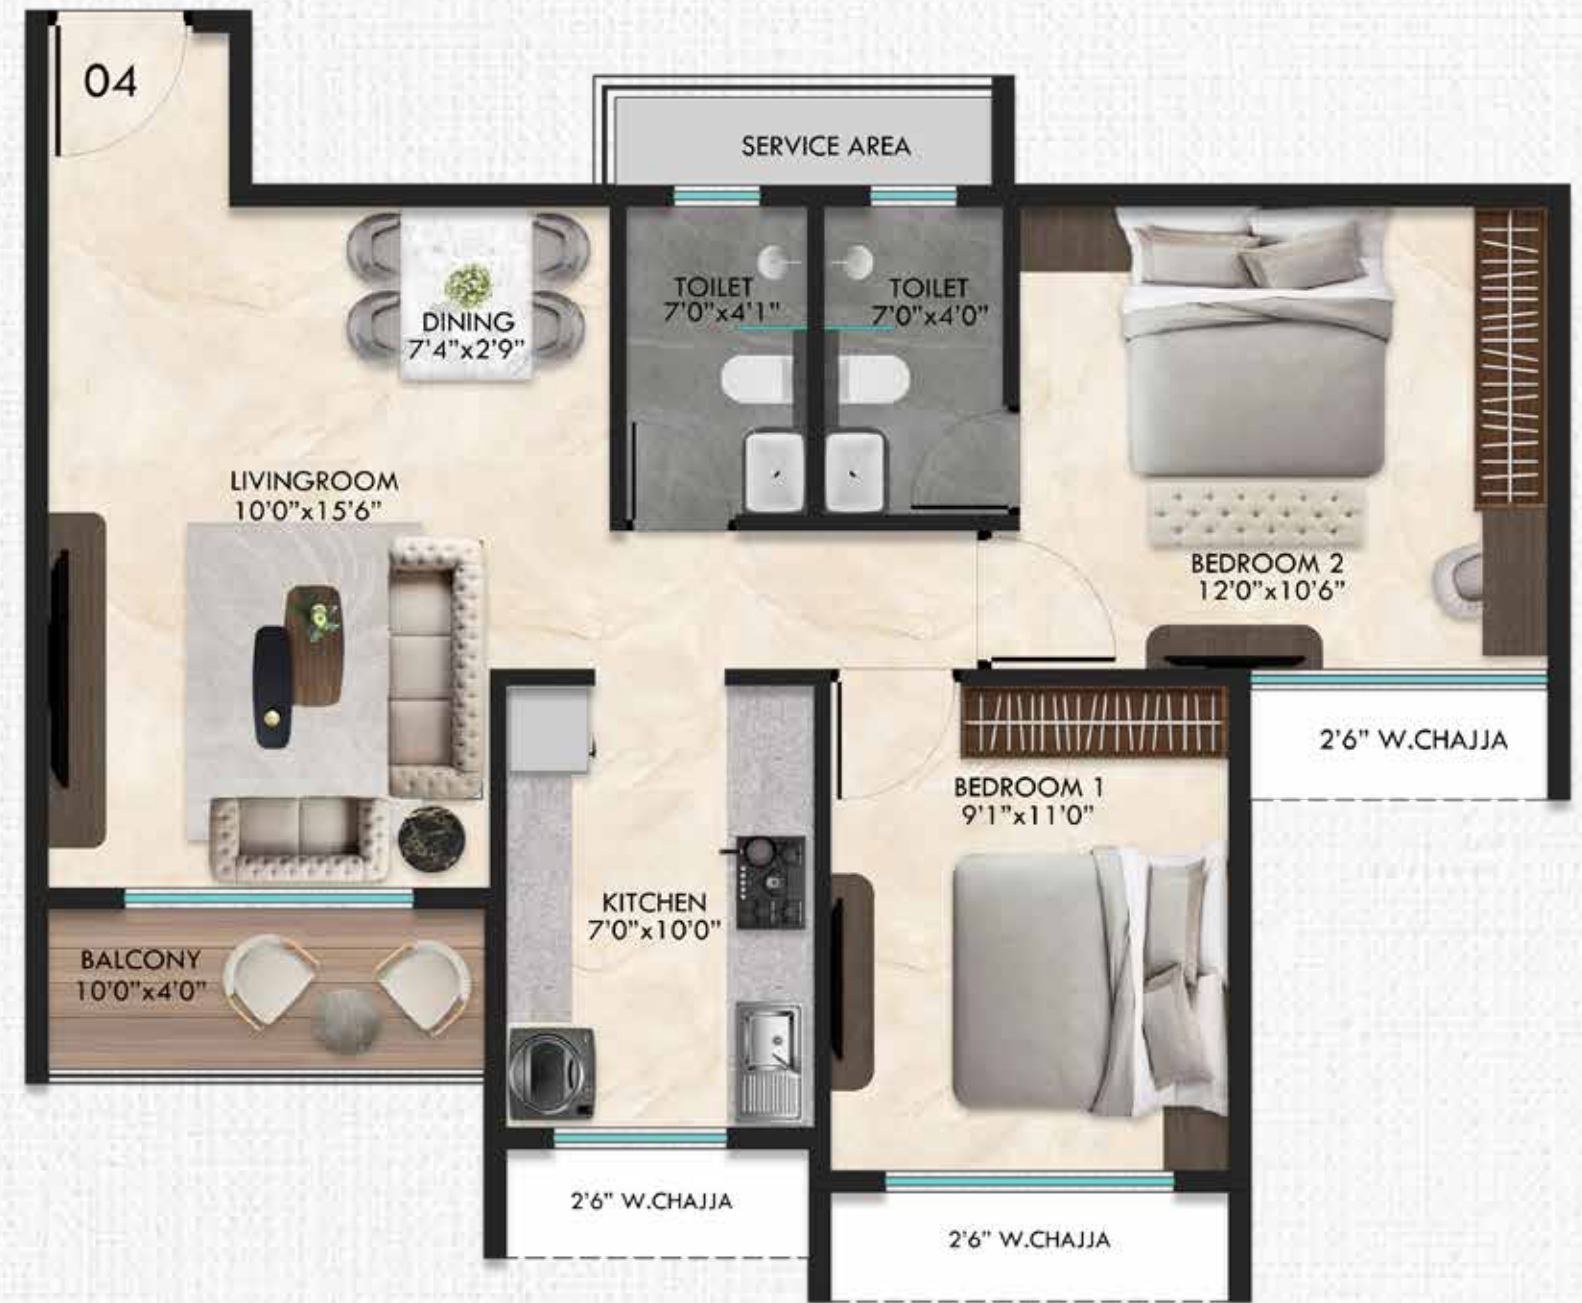 04
SERVICE AREA
TOILET
7'0"x4'1"
TOILET
7'0"x4'0"
DINING
7'4"x2'9"
LIVINGROOM
10'0"x15'6"
BEDROOM 2
12'0"x10'6"
2'6" W.CHAJJA
BEDROOM 1
9'1"x11'0"
KITCHEN
7'0"x10'0"
BALCONY
10'0"x4'0"
2'6" W.CHAJJA
2'6" W.CHAJJA